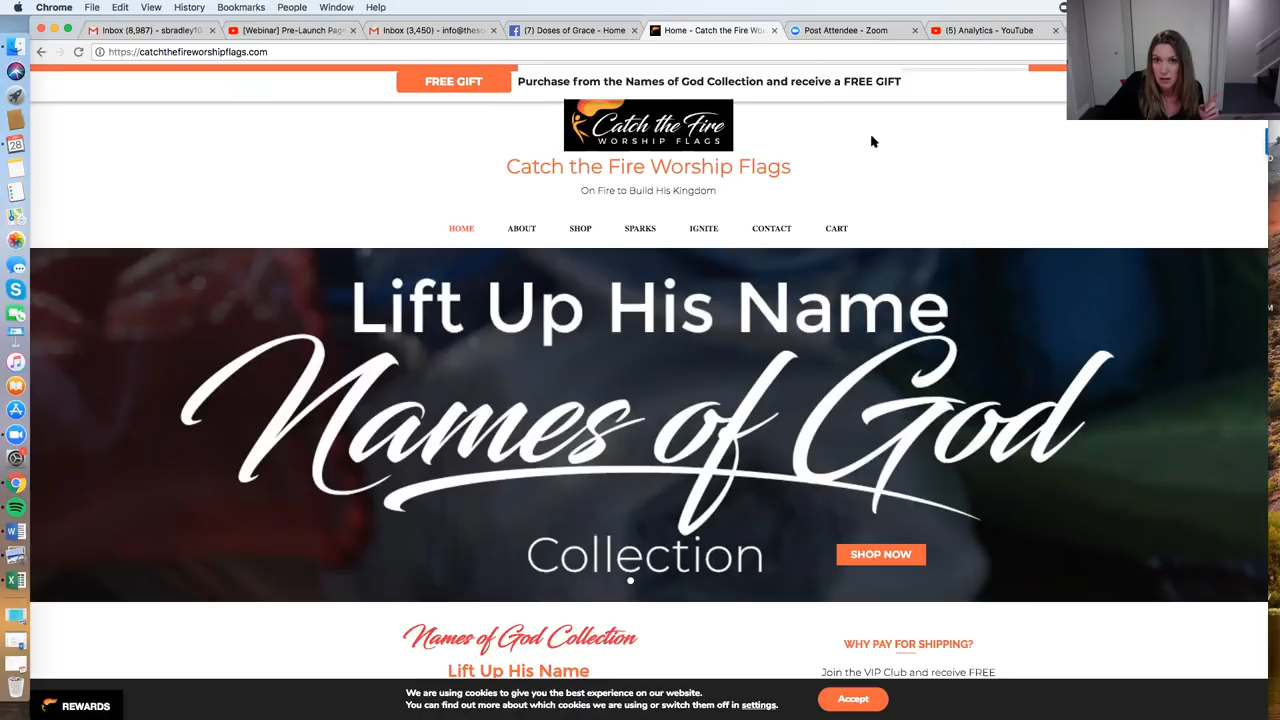 Chrome File Edit View History Bookmarks People Window Help
Inbox (8,987) - sbradley10
[Webinar] Pre-Launch Page
Inbox (3,450) - info@theso
(7) Doses of Grace - Home
Home - Catch the Fire Worship
Post Attendee - Zoom
(5) Analytics - YouTube
https://catchthefireworshipflags.com
FREE GIFT
Purchase from the Names of God Collection and receive a FREE GIFT
Catch the Fire
WORSHIP FLAGS
Catch the Fire Worship Flags
On Fire to Build His Kingdom
HOME ABOUT SHOP SPARKS IGNITE CONTACT CART
Lift Up His Name
Names of God
Collection
SHOP NOW
Names of God Collection
WHY PAY FOR SHIPPING?
Lift Up His Name
Join the VIP Club and receive FREE
We are using cookies to give you the best experience on our website.
You can find out more about which cookies we are using or switch them off in settings.
Accept
REWARDS
28